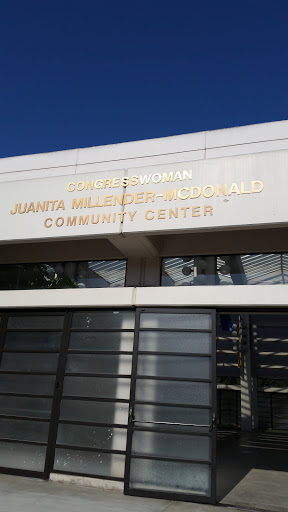 CONGRESSWOMAN
JUANITA MILLENDER-MCDONALD
COMMUNITY CENTER